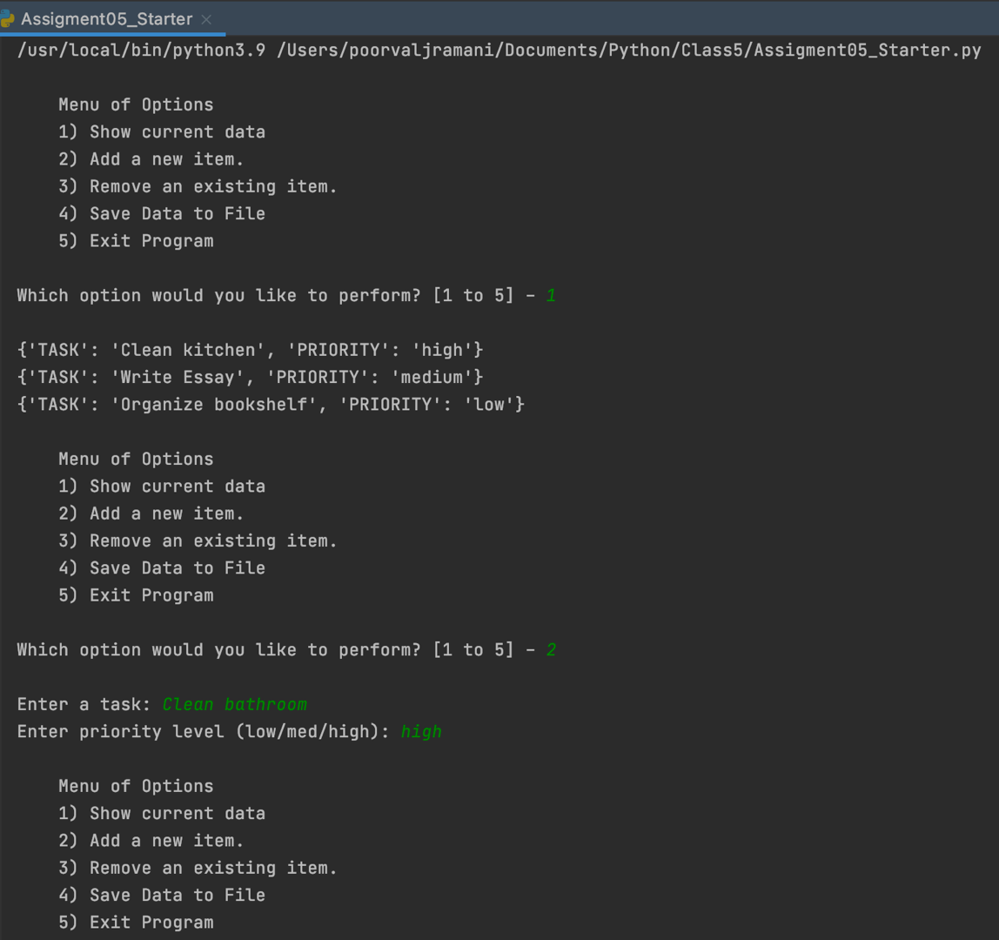 Assigment05_Starter
/usr/local/bin/python3.9 /Users/poorvaljramani/Documents/Python/Class5/Assigment05_Starter.py
Menu of Options
1) Show current data
2) Add a new item.
3) Remove an existing item.
4) Save Data to File
5) Exit Program
Which option would you like to perform? [1 to 5] - 1
{'TASK': 'Clean kitchen', 'PRIORITY': 'high'}
{'TASK': 'Write Essay', 'PRIORITY': 'medium'}
{'TASK': 'Organize bookshelf', 'PRIORITY': 'low'}
Menu of Options
1) Show current data
2) Add a new item.
3) Remove an existing item.
4) Save Data to File
5) Exit Program
Which option would you like to perform? [1 to 5] - 2
Enter a task: Clean bathroom
Enter priority level (low/med/high): high
Menu of Options
1) Show current data
2) Add a new item.
3) Remove an existing item.
4) Save Data to File
5) Exit Program